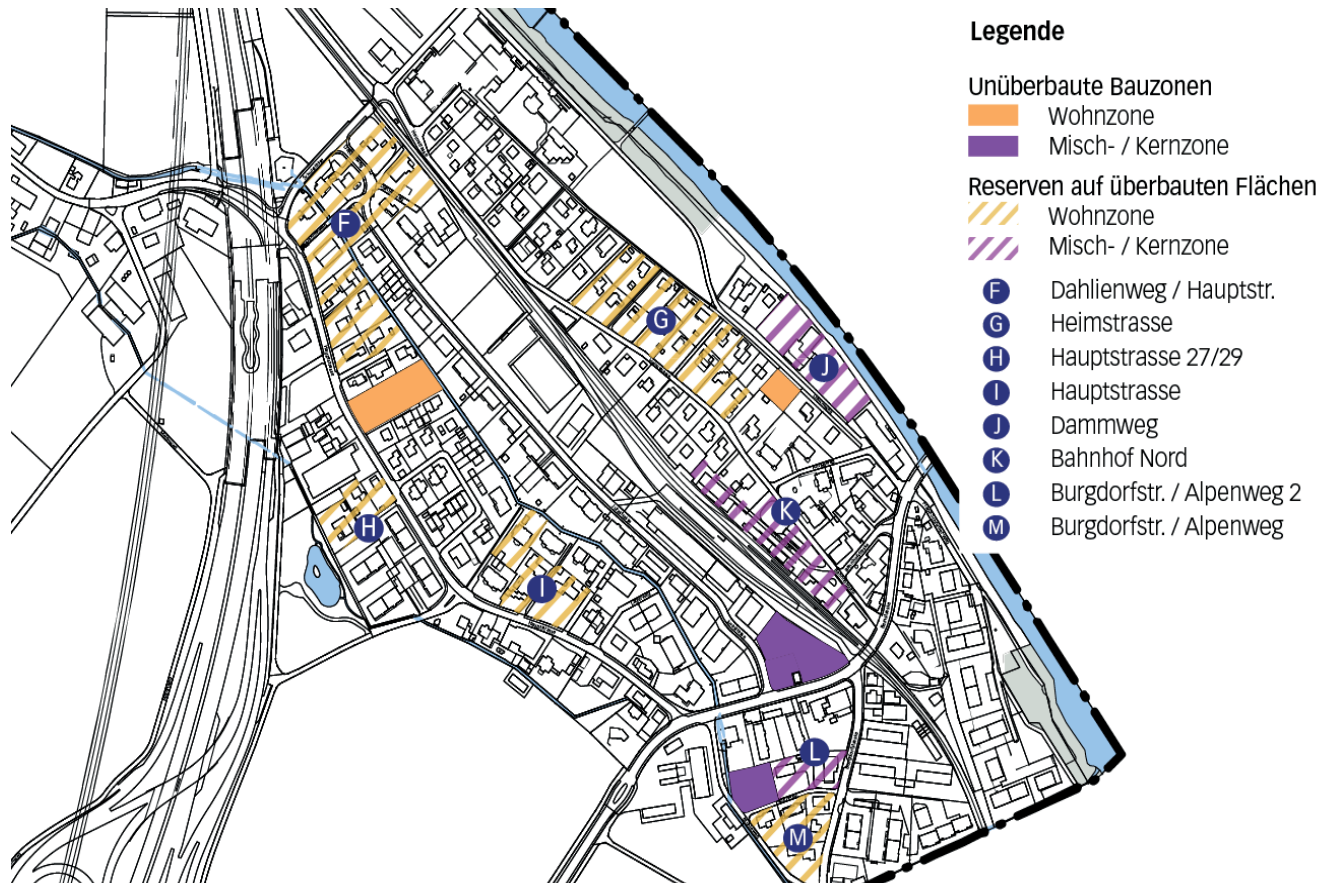 Legende
Unüberbaute Bauzonen
Wohnzone
Misch- / Kernzone
Reserven auf überbauten Flächen
Wohnzone
Misch- / Kernzone
F Dahlienweg / Hauptstr.
G Heimstrasse
H Hauptstrasse 27/29
I Hauptstrasse
J Dammweg
K Bahnhof Nord
L Burgdorfstr. / Alpenweg 2
M Burgdorfstr. / Alpenweg
F
G
J
K
H
I
L
M